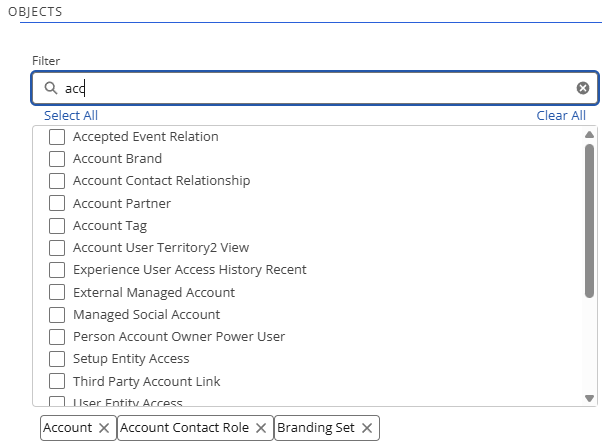 OBJECTS
Filter
acc
Select All Clear All
Accepted Event Relation
Account Brand
Account Contact Relationship
Account Partner
Account Tag
Account User Territory2 View
Experience User Access History Recent
External Managed Account
Managed Social Account
Person Account Owner Power User
Setup Entity Access
Third Party Account Link
User Entity Access
Account Account Contact Role Branding Set